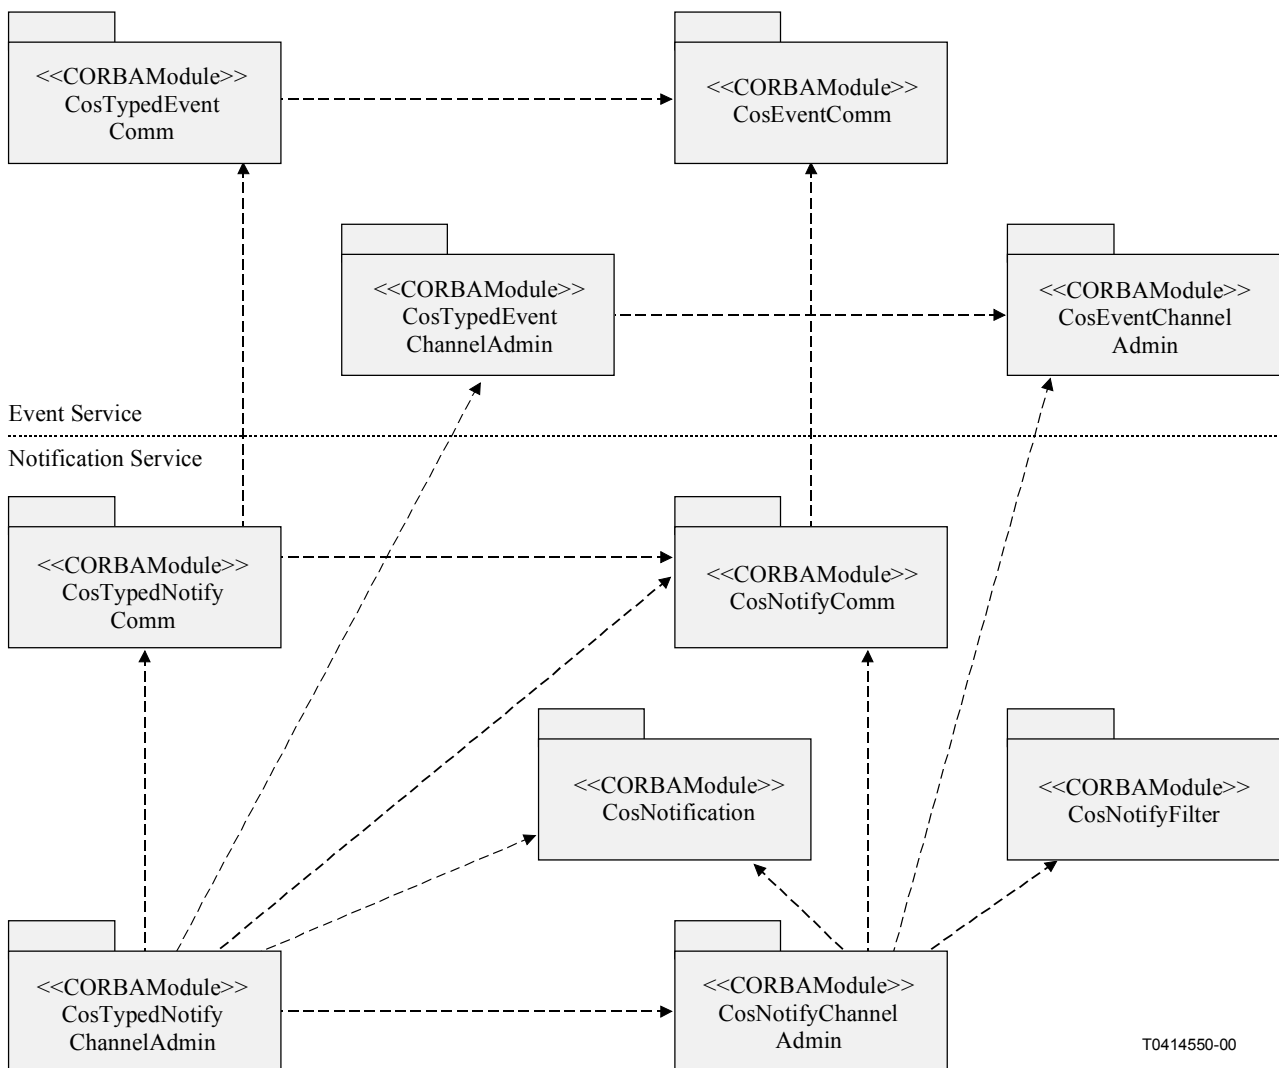 <<CORBAModule>>
CosTypedEvent
Comm
<<CORBAModule>>
CosEventComm
<<CORBAModule>>
CosTypedEvent
ChannelAdmin
<<CORBAModule>>
CosEventChannel
Admin
Event Service
Notification Service
<<CORBAModule>>
CosTypedNotify
Comm
<<CORBAModule>>
CosNotifyComm
<<CORBAModule>>
CosNotification
<<CORBAModule>>
CosNotifyFilter
<<CORBAModule>>
CosTypedNotify
ChannelAdmin
<<CORBAModule>>
CosNotifyChannel
Admin
T0414550-00